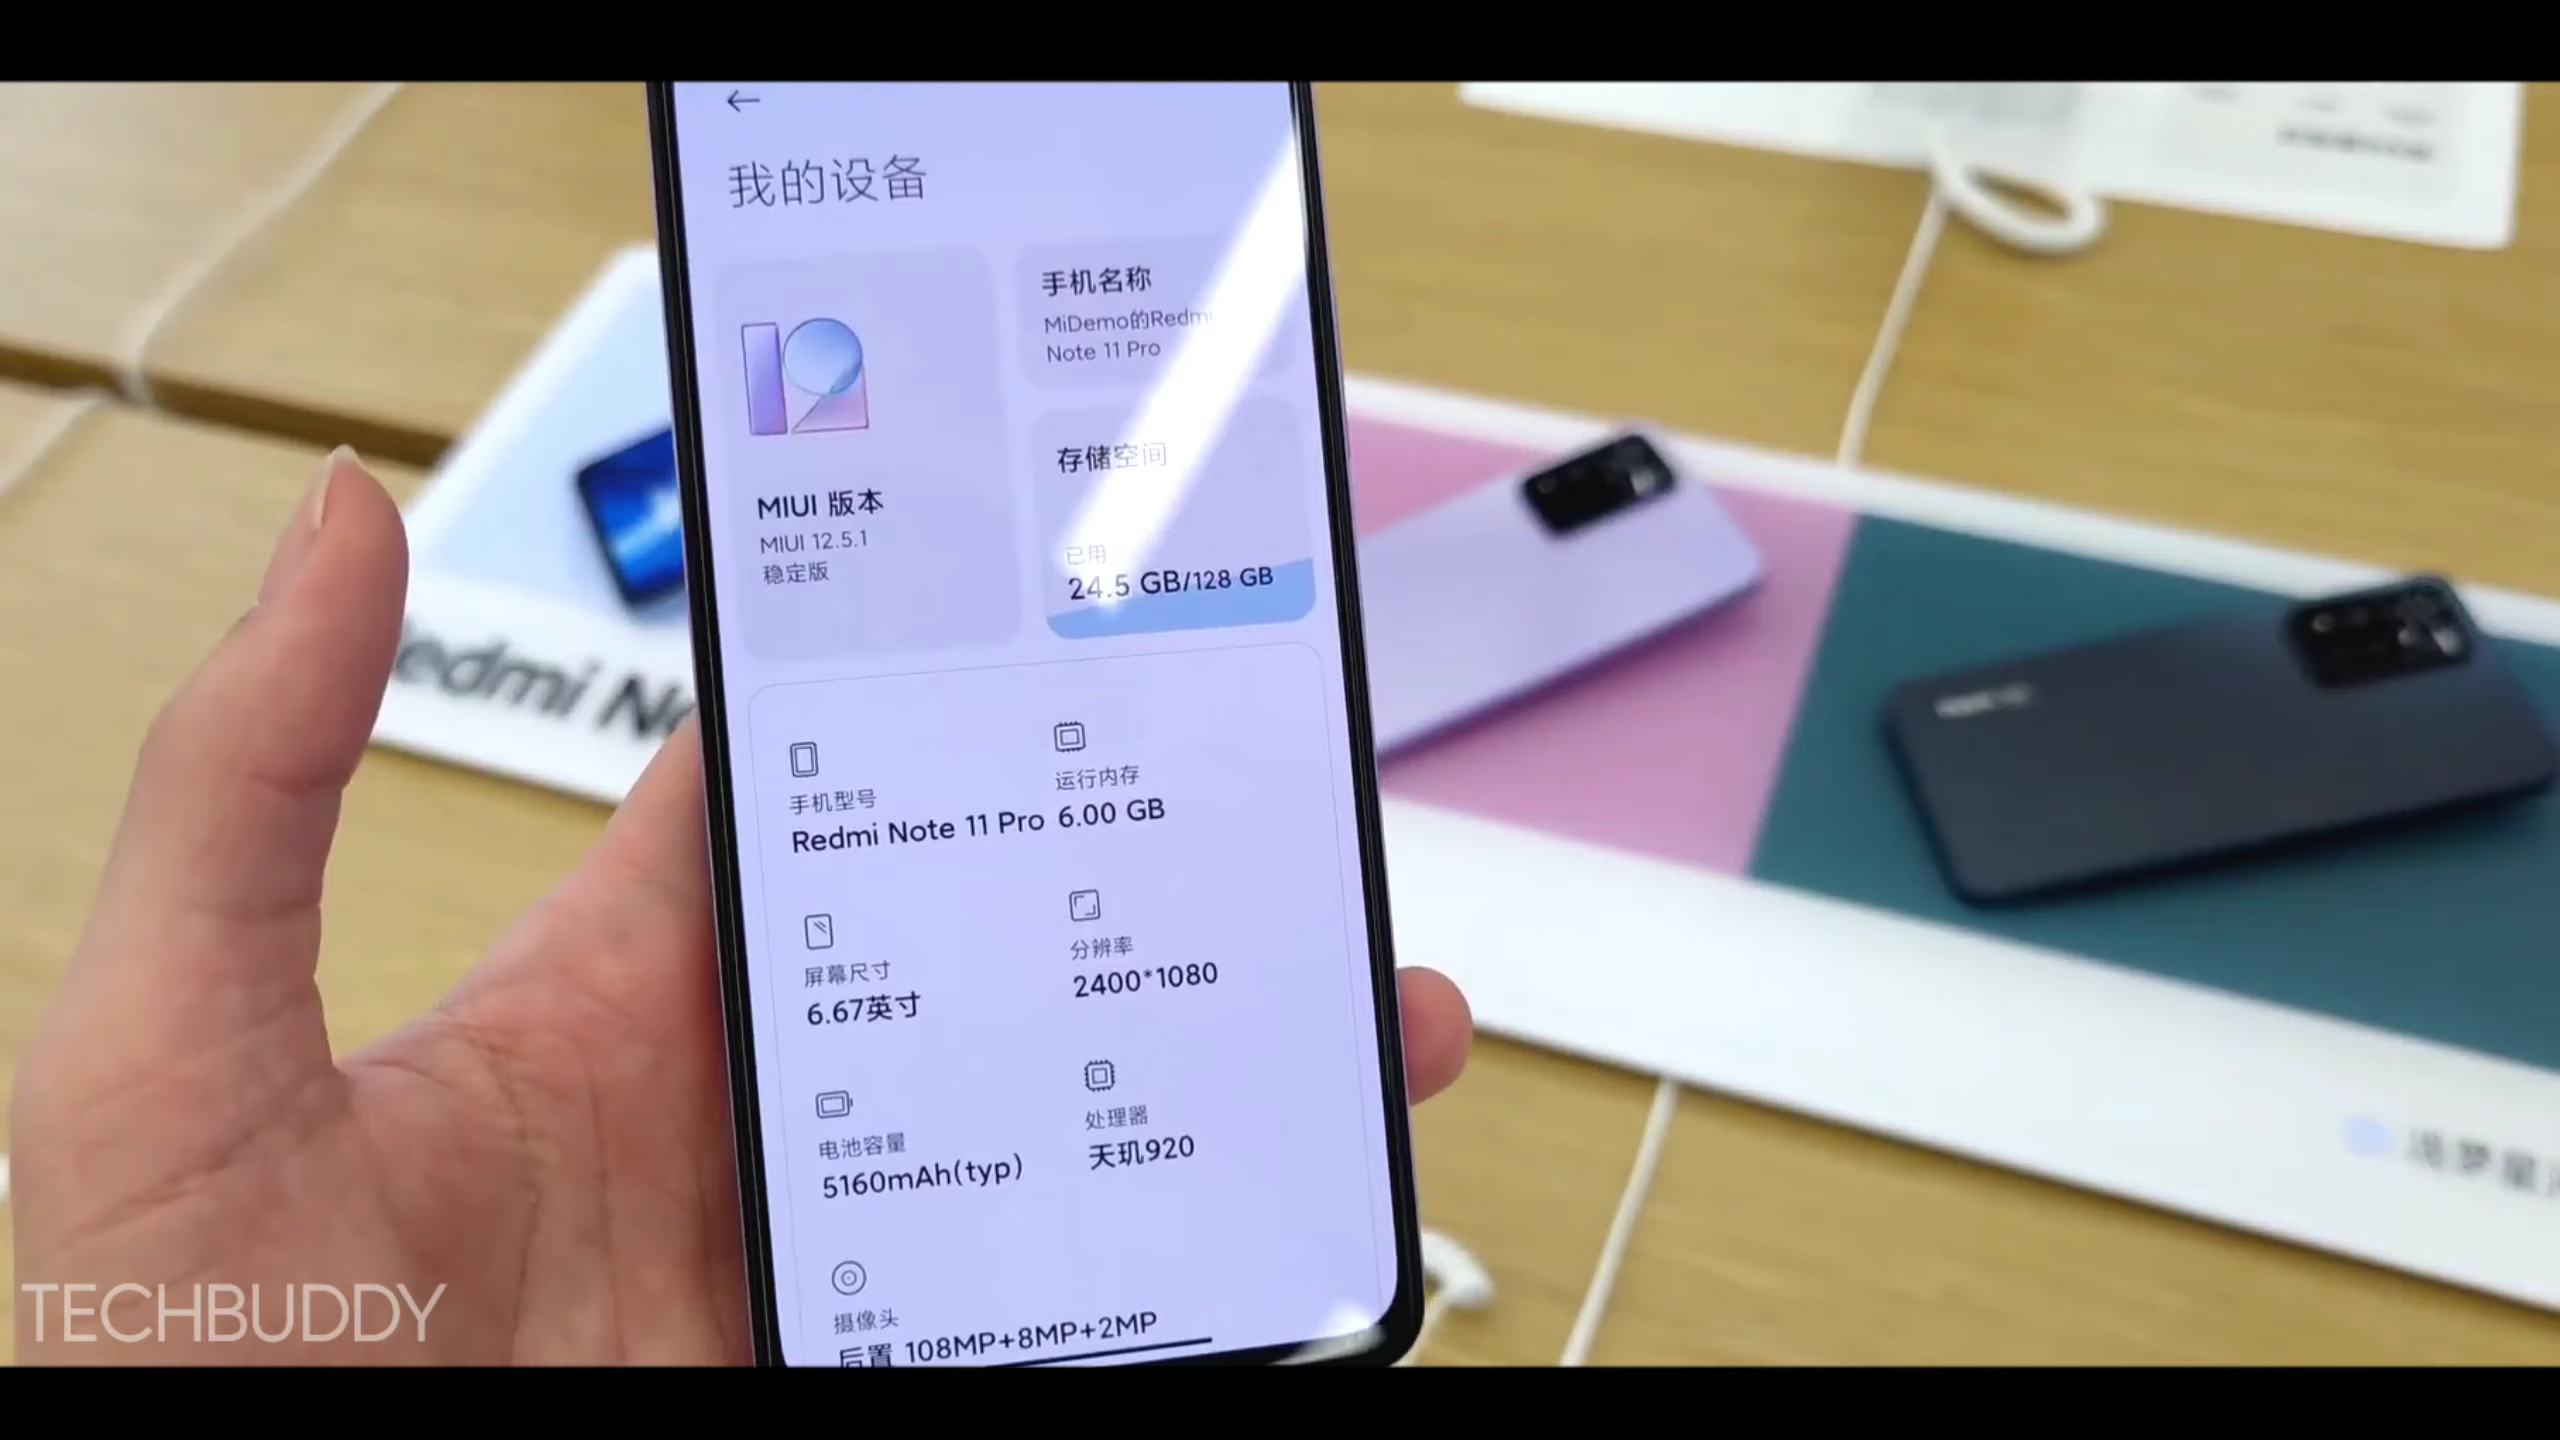 我的设备
手机名称
MiDemo的Redmi
Note 11 Pro
存储空间
MIUI 版本
MIUI 12.5.1
稳定版
已用
24.5 GB/128 GB
edmi No
手机型号
Redmi Note 11 Pro
运行内存
6.00 GB
屏幕尺寸
6.67英寸
分辨率
2400*1080
电池容量
5160mAh(typ)
处理器
天玑920
摄像头
后置 108MP+8MP+2MP
TECHBUDDY